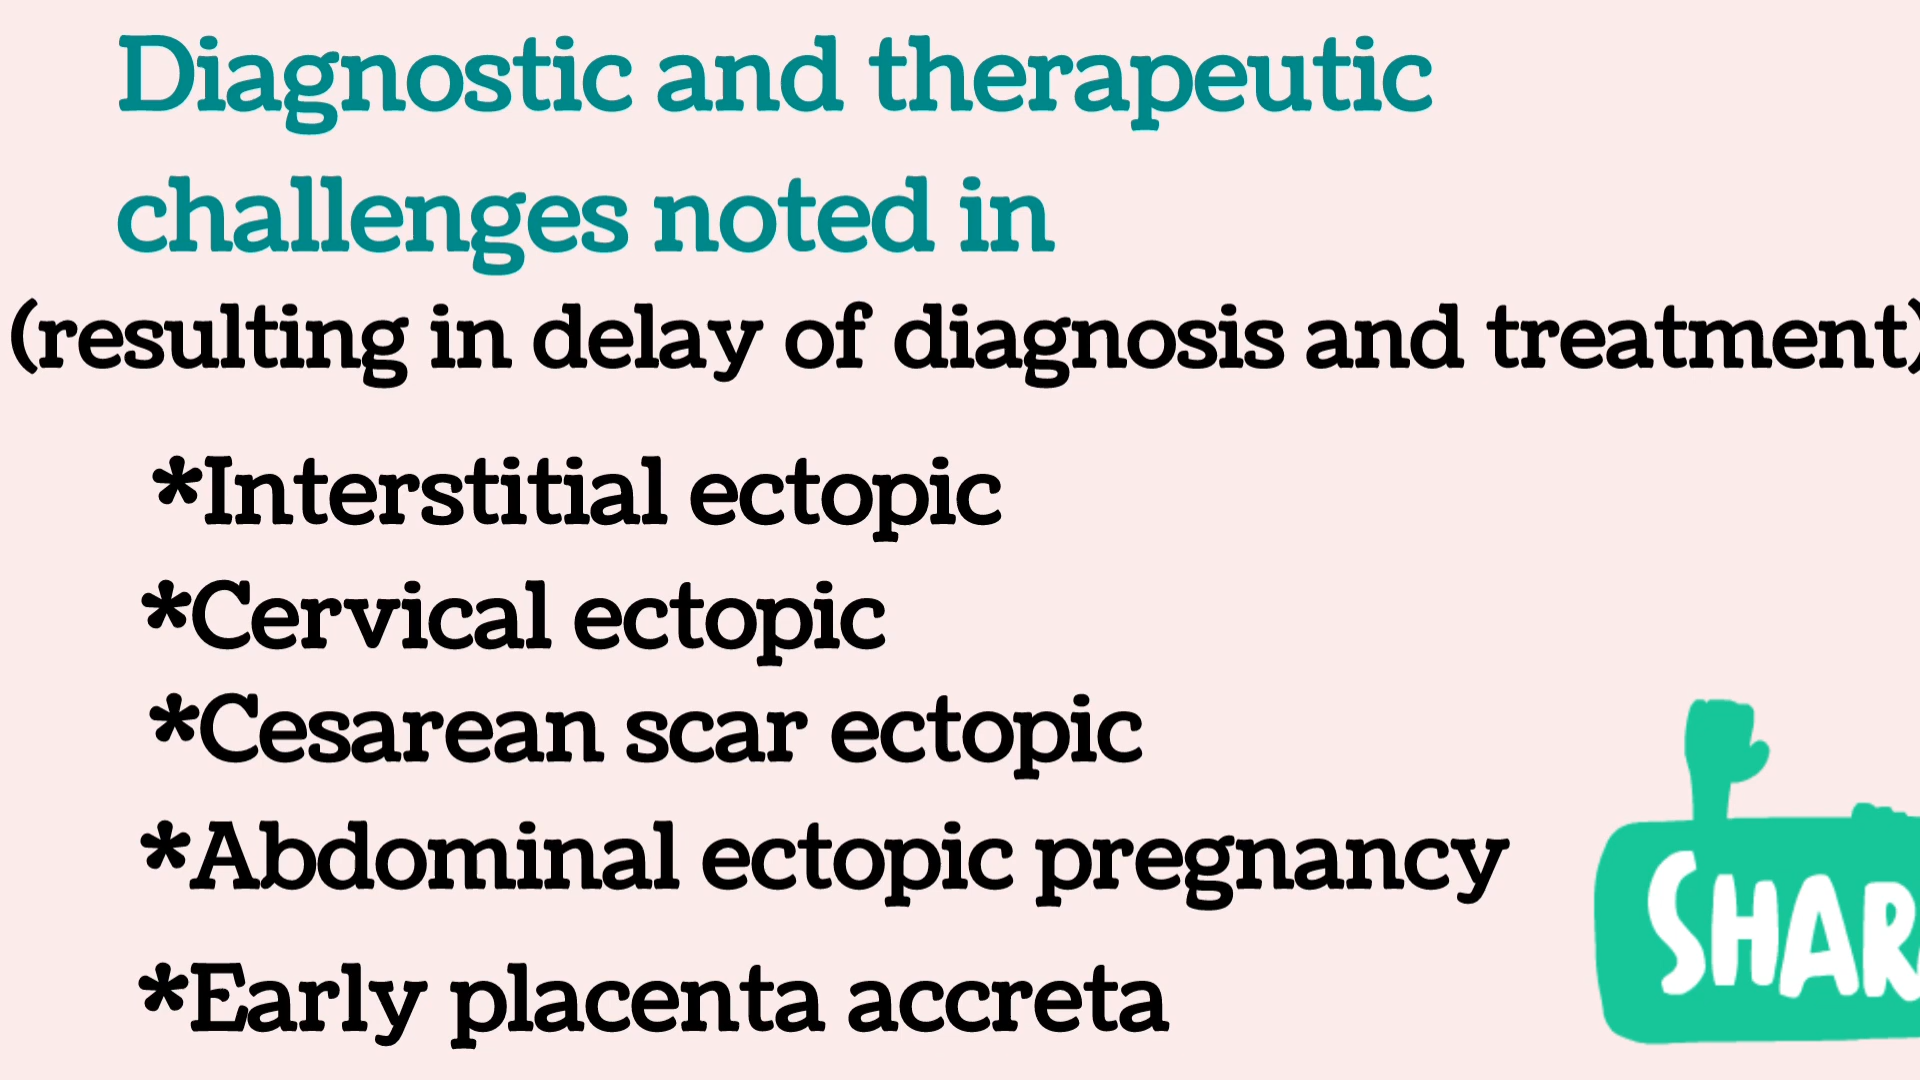 Diagnostic and therapeutic
challenges noted in
(resulting in delay of diagnosis and treatment)
*Interstitial ectopic
*Cervical ectopic
*Cesarean scar ectopic
*Abdominal ectopic pregnancy
*Early placenta accreta
SHAR